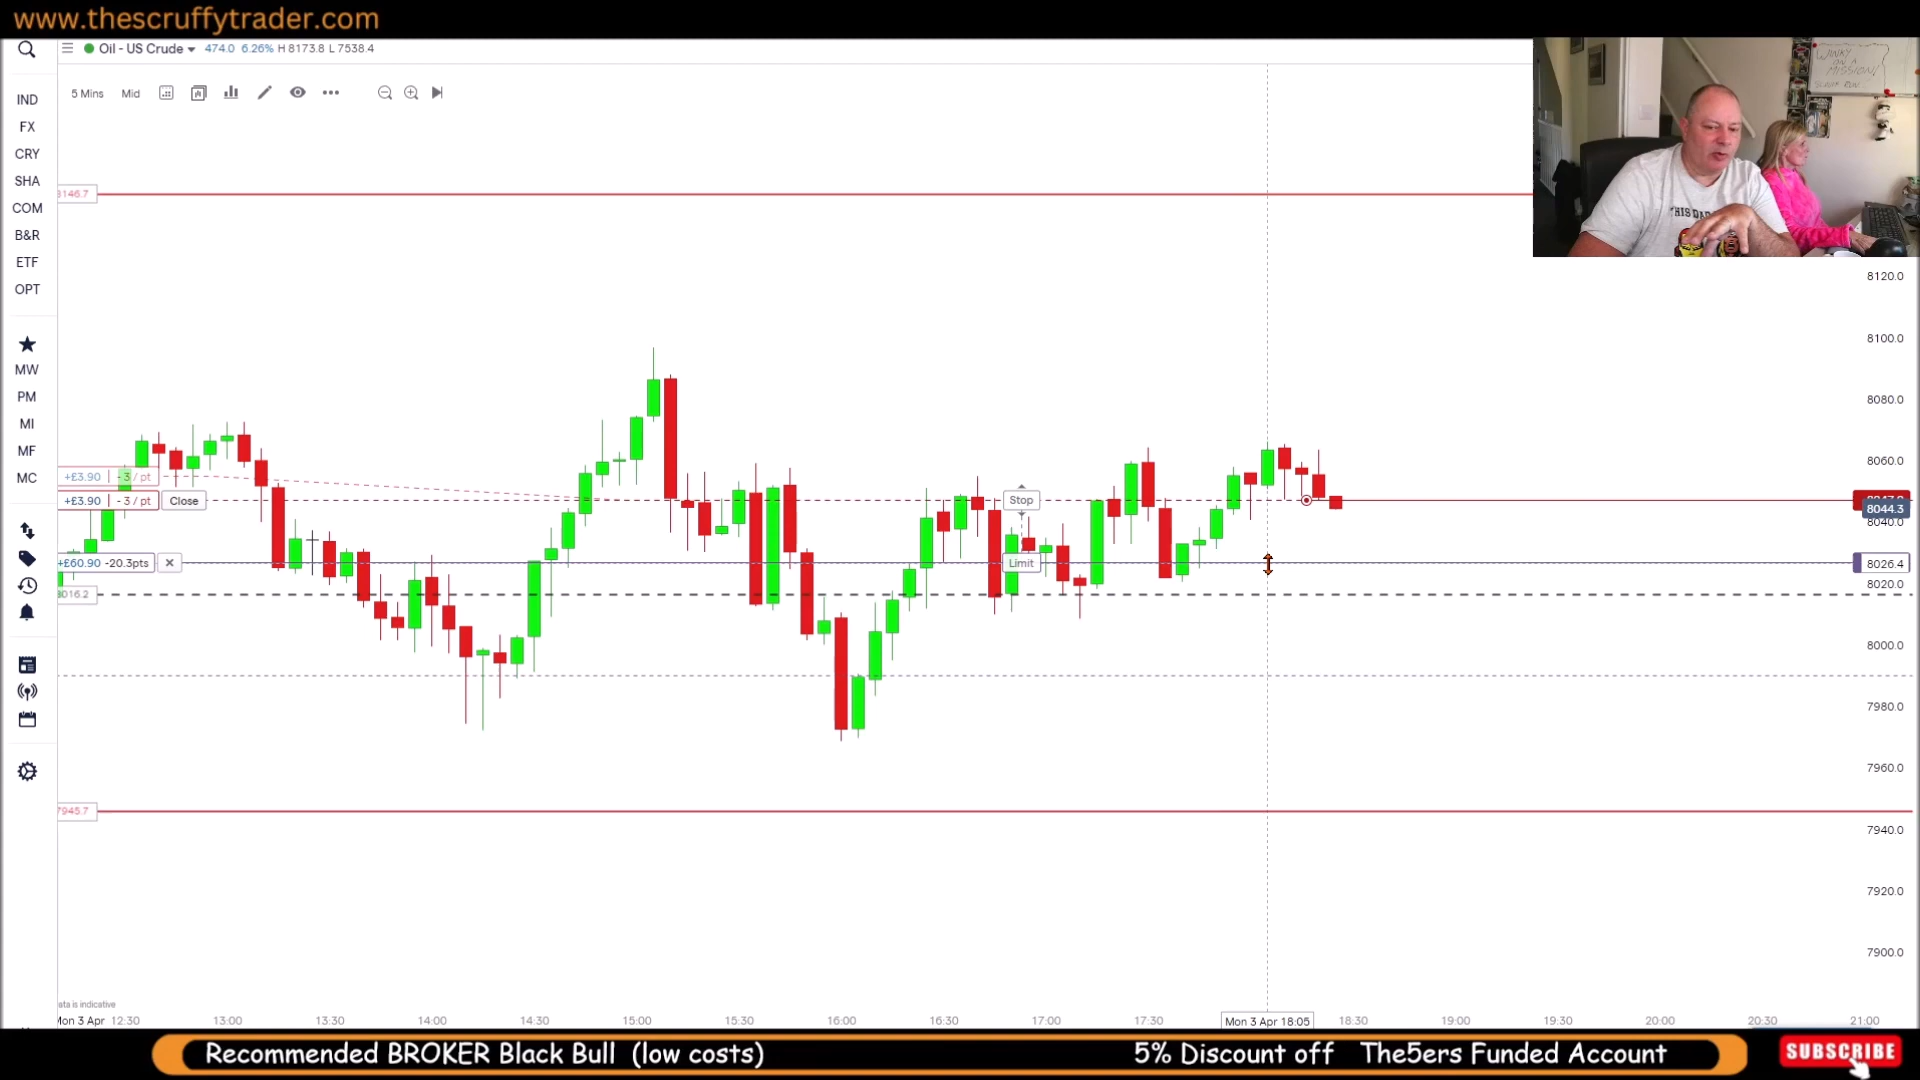 www.thescruffytrader.com
Oil - US Crude 474.0 6.26% H 8173.8 L 7538.4
5 Mins Mid
IND
FX
CRY
SHA
COM
B&R
ETF
OPT
MW
PM
MI
MF
MC
WINKY
ON A
MISSION!
8120.0
8100.0
8080.0
8060.0
8040.0
8020.0
8000.0
7980.0
7960.0
7940.0
7920.0
7900.0
8044.3
8026.4
+£3.90 - 3 / pt
+£3.90 - 3 / pt Close
Stop
+£60.90 -20.3pts
Limit
Mon 3 Apr 12:30 13:00 13:30 14:00 14:30 15:00 15:30 16:00 16:30 17:00 17:30 Mon 3 Apr 18:05 18:30 19:00 19:30 20:00 20:30 21:00
Recommended BROKER Black Bull (low costs) 5% Discount off The5ers Funded Account
SUBSCRIBE